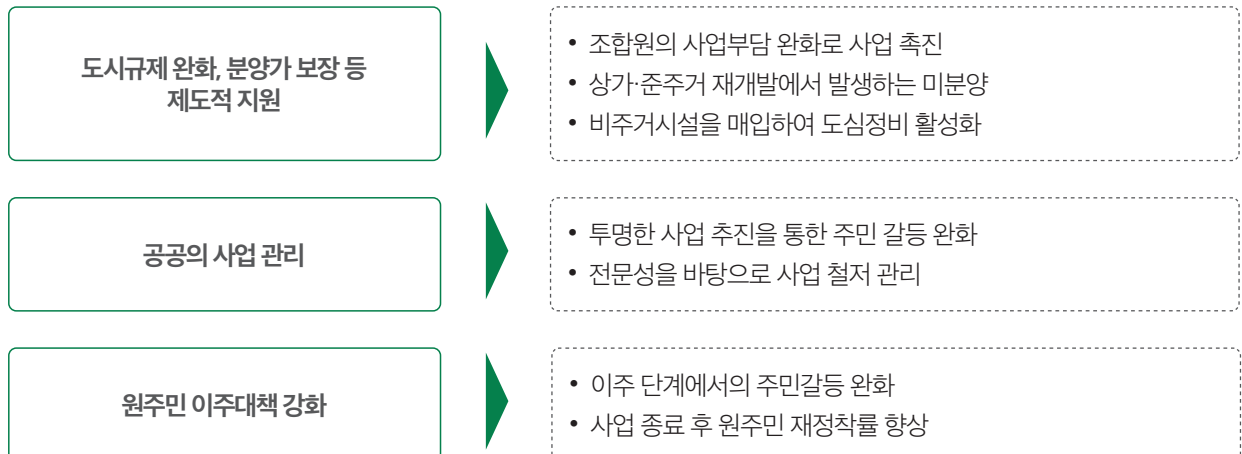 도시규제 완화, 분양가 보장 등
제도적 지원
• 조합원의 사업부담 완화로 사업 촉진
• 상가·준주거 재개발에서 발생하는 미분양
• 비주거시설을 매입하여 도심정비 활성화
공공의 사업 관리
• 투명한 사업 추진을 통한 주민 갈등 완화
• 전문성을 바탕으로 사업 철저 관리
원주민 이주대책 강화
• 이주 단계에서의 주민갈등 완화
• 사업 종료 후 원주민 재정착률 향상